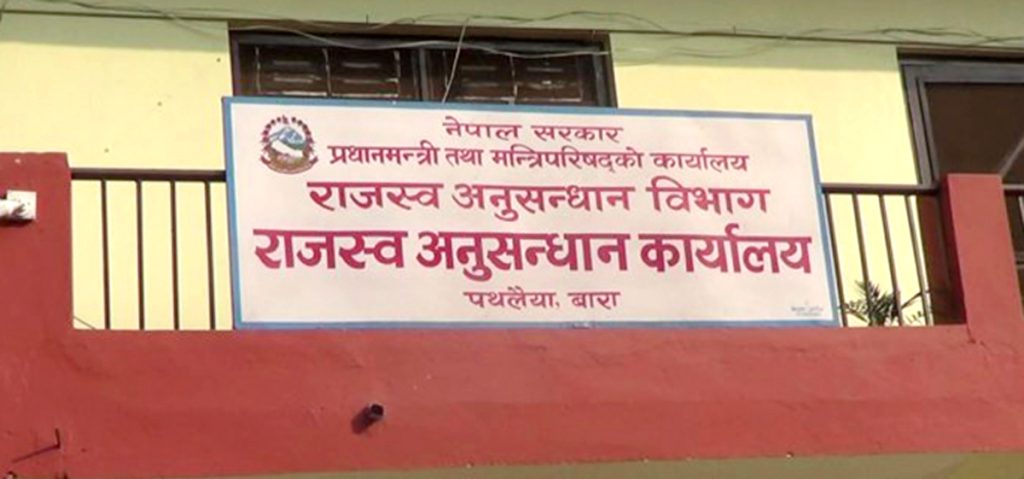 नेपाल सरकार
प्रधानमन्त्री तथा मन्त्रिपरिषद्को कार्यालय
राजस्व अनुसन्धान विभाग
राजस्व अनुसन्धान कार्यालय
पथलैया, बारा